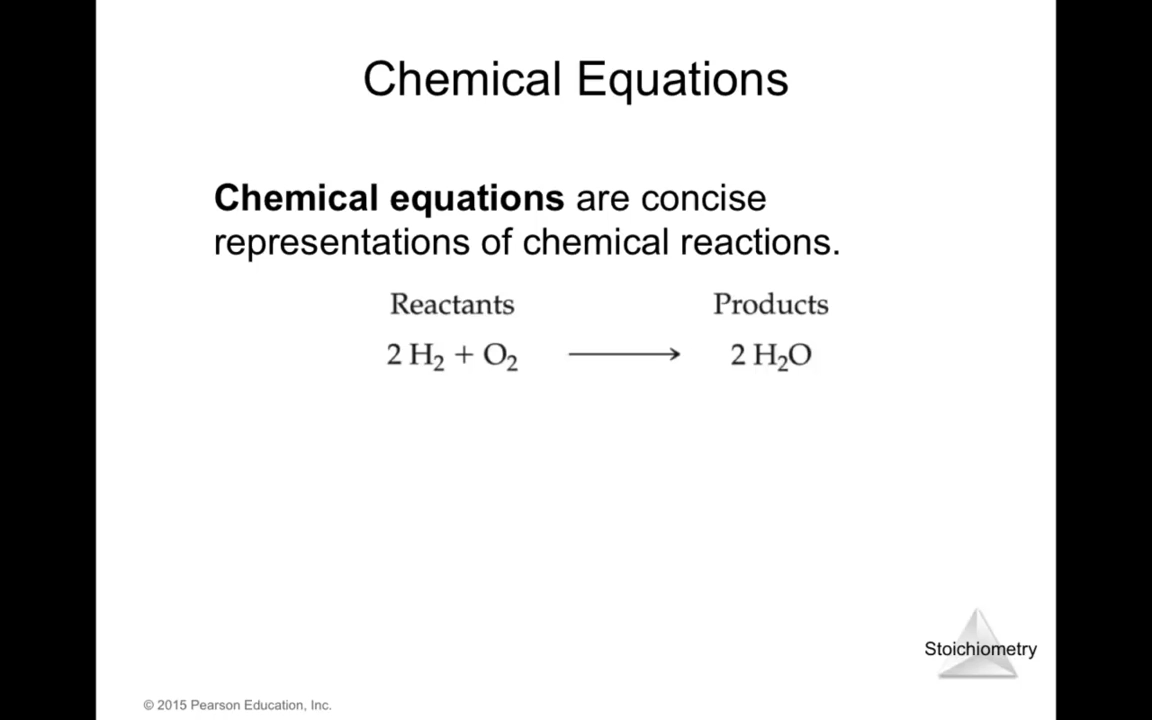 Chemical Equations
Chemical equations are concise
representations of chemical reactions.
Reactants Products
2 H₂ + O₂ ⟶ 2 H₂O
Stoichiometry
© 2015 Pearson Education, Inc.